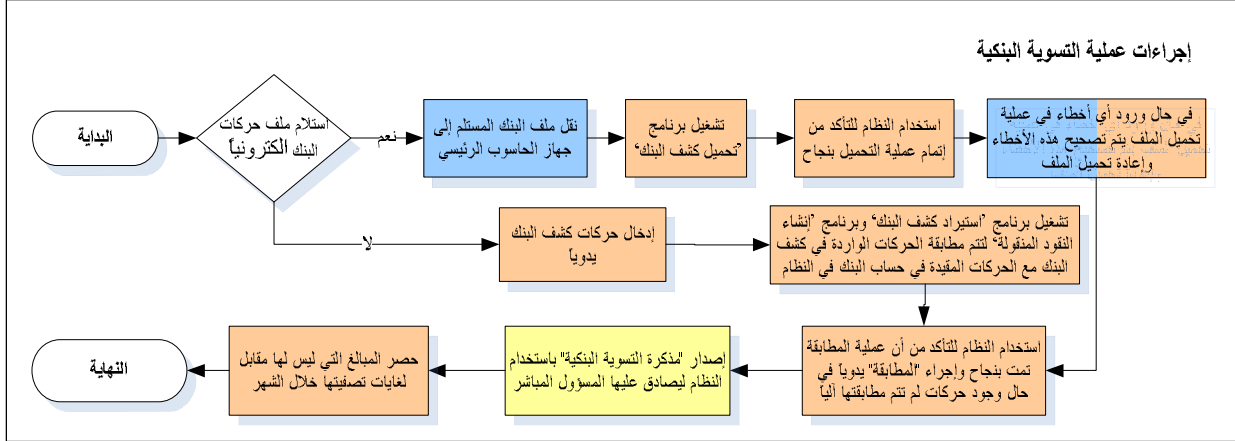 إجراءات عملية التسوية البنكية
البداية
استلام ملف حركات
البنك الكترونياً
نعم
نقل ملف البنك المستلم إلى
جهاز الحاسوب الرئيسي
تشغيل برنامج
’تحميل كشف البنك‘
استخدام النظام للتأكد من
إتمام عملية التحميل بنجاح
في حال ورود أي أخطاء في عملية
تحميل الملف يتم تصحيح هذه الأخطاء
وإعادة تحميل الملف
لا
إدخال حركات كشف البنك
يدوياً
تشغيل برنامج ’استيراد كشف البنك‘ وبرنامج ’إنشاء
النقود المنقولة‘ لتتم مطابقة الحركات الواردة في كشف
البنك مع الحركات المقيدة في حساب البنك في النظام
استخدام النظام للتأكد من أن عملية المطابقة
تمت بنجاح وإجراء "المطابقة" يدوياً في
حال وجود حركات لم تتم مطابقتها آلياً
إصدار "مذكرة التسوية البنكية" باستخدام
النظام ليصادق عليها المسؤول المباشر
حصر المبالغ التي ليس لها مقابل
لغايات تصفيتها خلال الشهر
النهاية